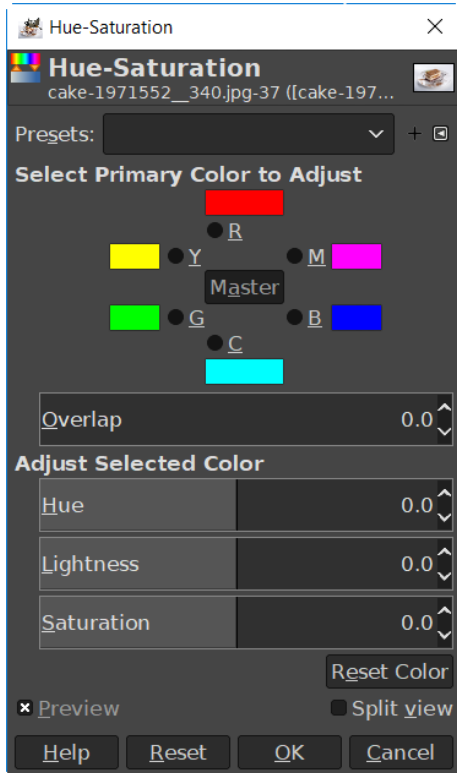 Hue-Saturation
Hue-Saturation
cake-1971552__340.jpg-37 ([cake-197...
Presets:
Select Primary Color to Adjust
R
Y M
Master
G B
C
Overlap 0.0
Adjust Selected Color
Hue 0.0
Lightness 0.0
Saturation 0.0
Reset Color
Preview Split view
Help Reset OK Cancel